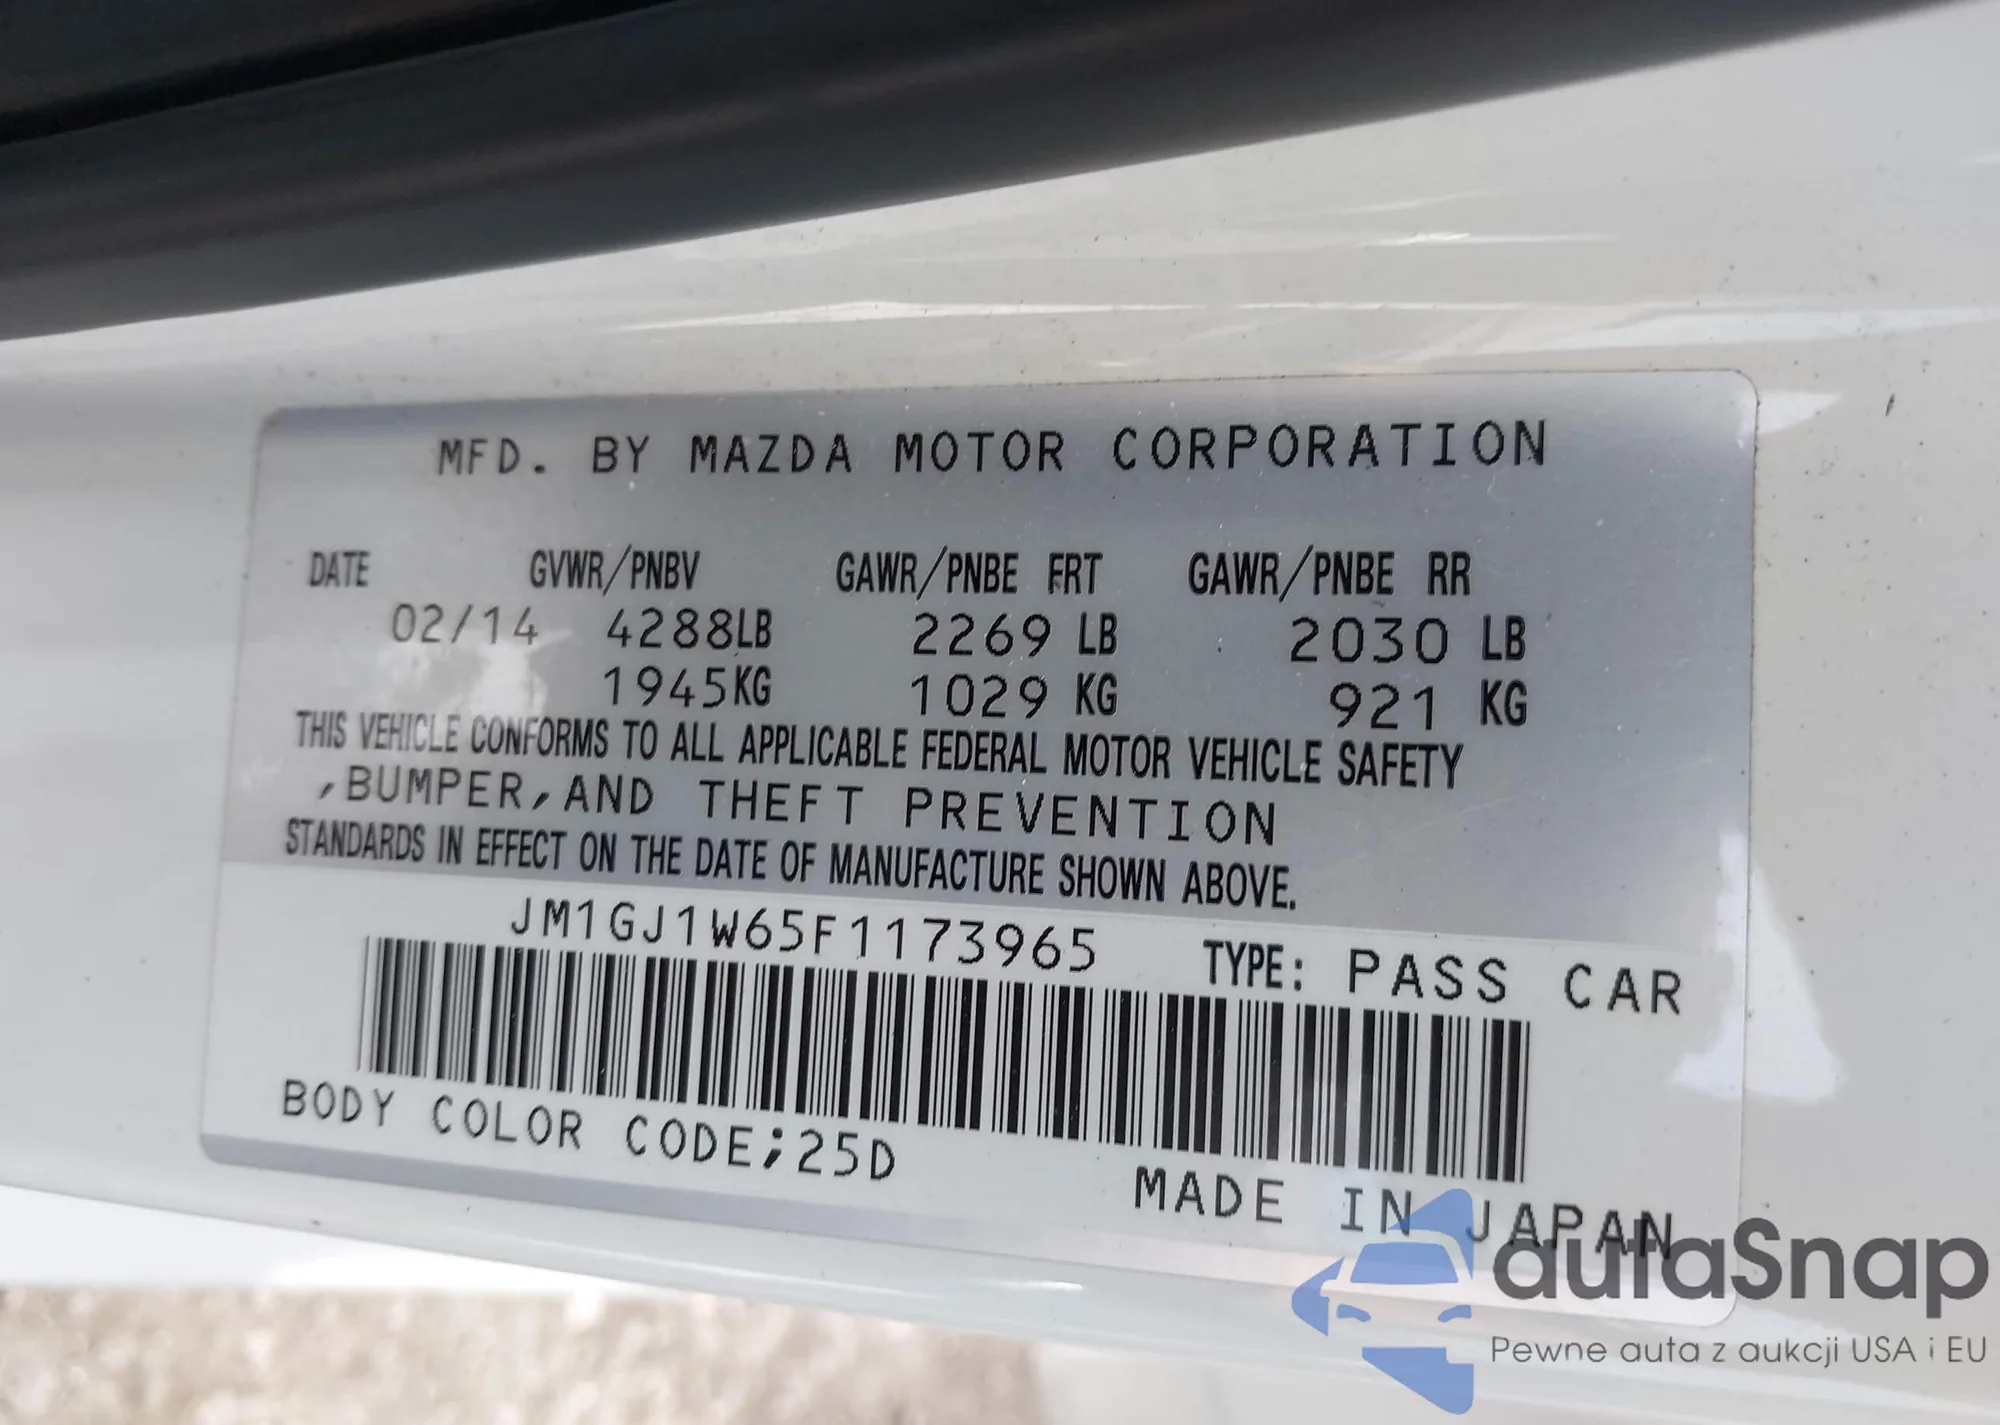 MFD. BY MAZDA MOTOR CORPORATION
DATE GVWR/PNBV GAWR/PNBE FRT GAWR/PNBE RR
02/14 4288LB 2269 LB 2030 LB
1945KG 1029 KG 921 KG
THIS VEHICLE CONFORMS TO ALL APPLICABLE FEDERAL MOTOR VEHICLE SAFETY
,BUMPER,AND THEFT PREVENTION
STANDARDS IN EFFECT ON THE DATE OF MANUFACTURE SHOWN ABOVE.
JM1GJ1W65F1173965 TYPE: PASS CAR
BODY COLOR CODE;25D
MADE IN JAPAN
autaSnap
Pewne auta z aukcji USA i EU